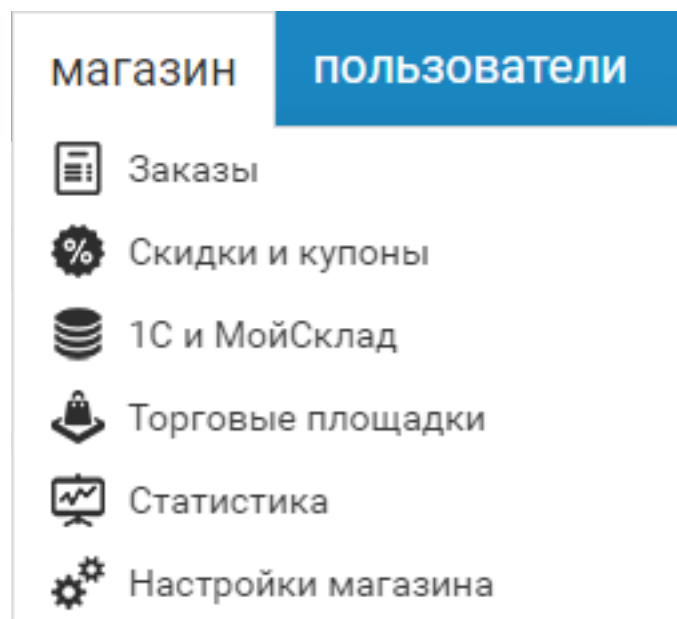 магазин пользователи
Заказы
Скидки и купоны
1С и МойСклад
Торговые площадки
Статистика
Настройки магазина